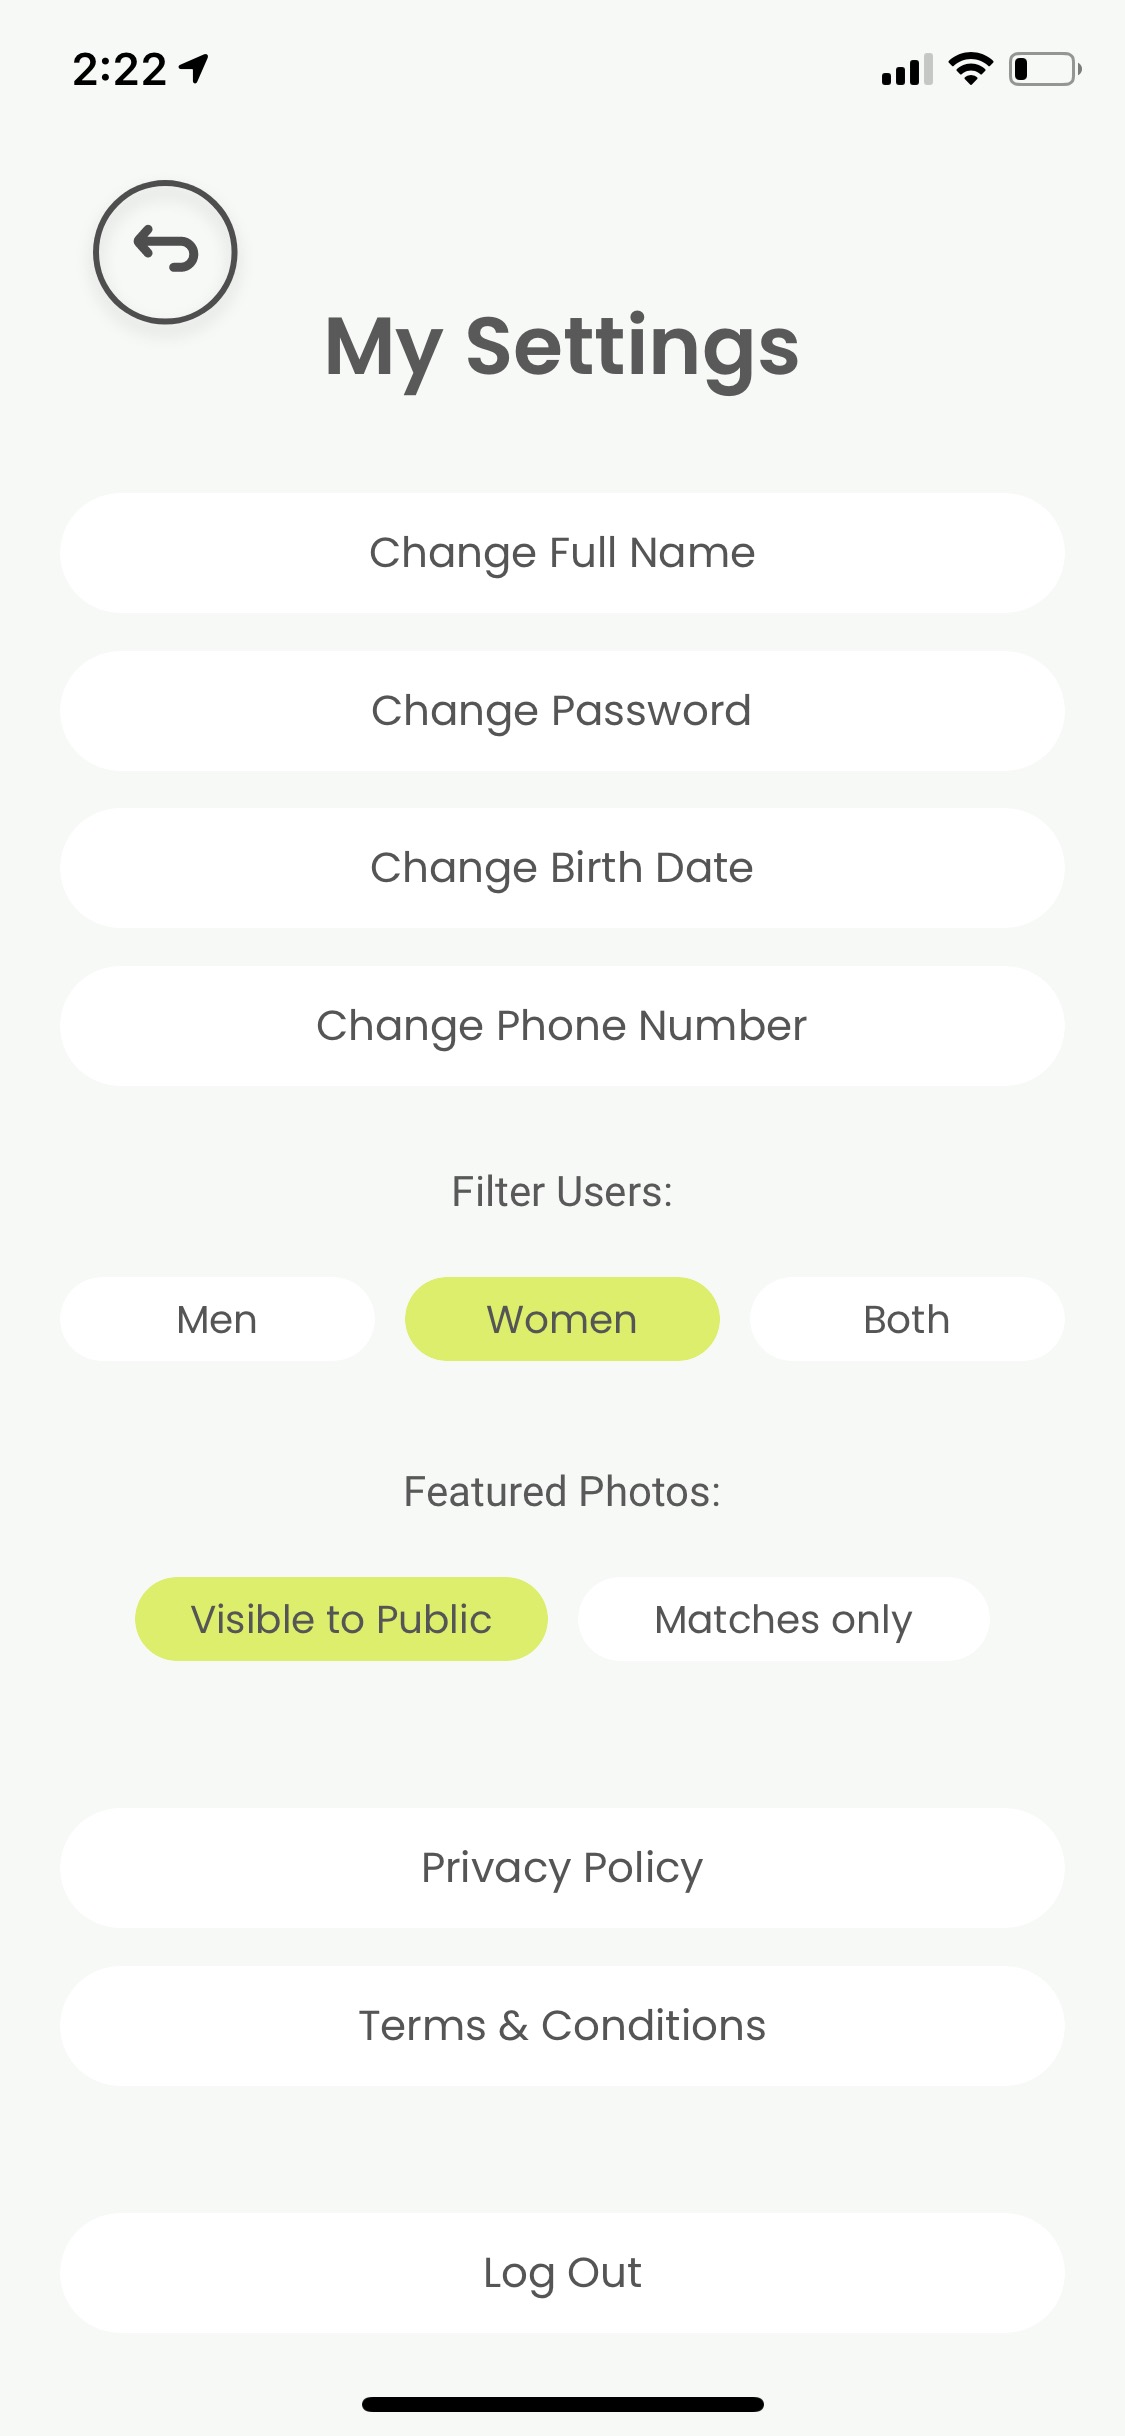 2:22
My Settings
Change Full Name
Change Password
Change Birth Date
Change Phone Number
Filter Users:
Men Women Both
Featured Photos:
Visible to Public Matches only
Privacy Policy
Terms & Conditions
Log Out